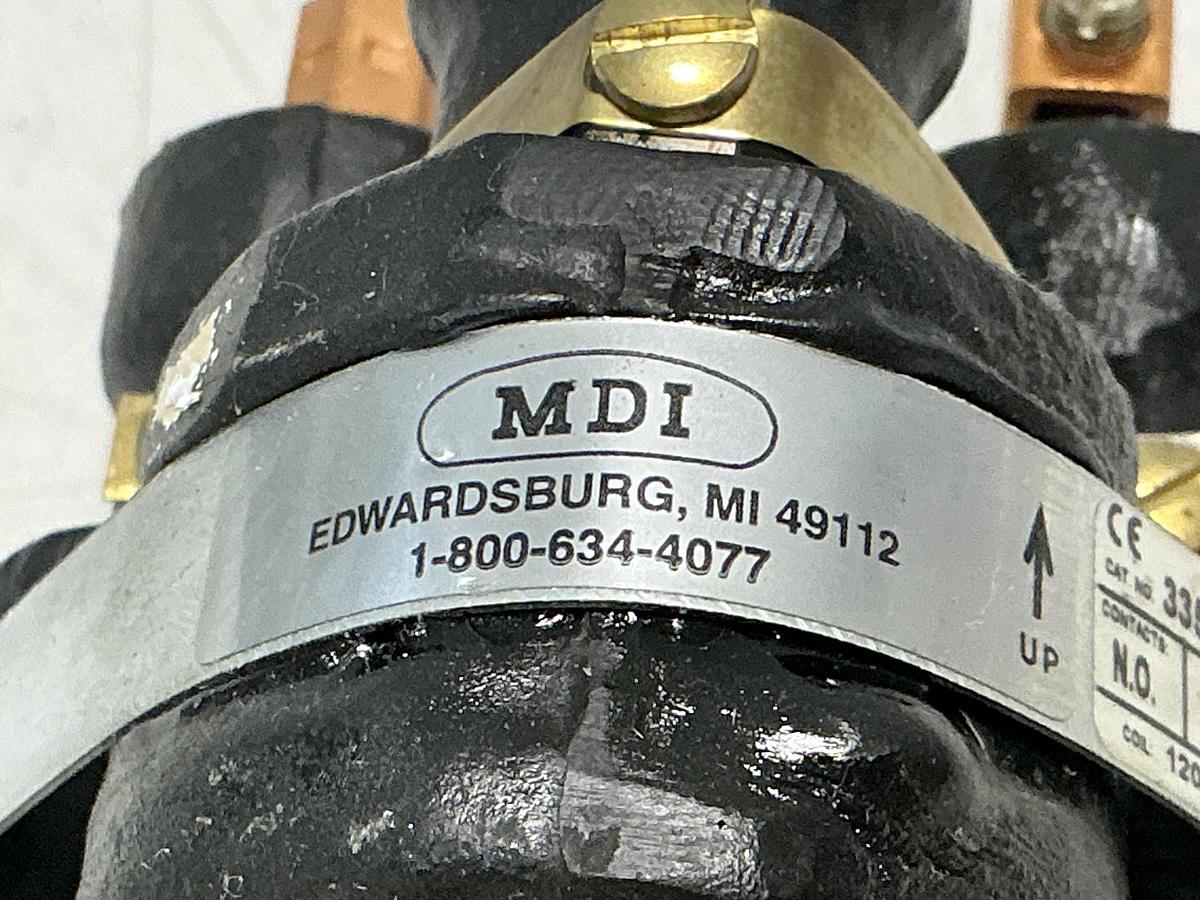 MDI
EDWARDSBURG, MI 49112
1-800-634-4077
UP
CE
CAT. NO.
CONTACTS
N.O.
COIL